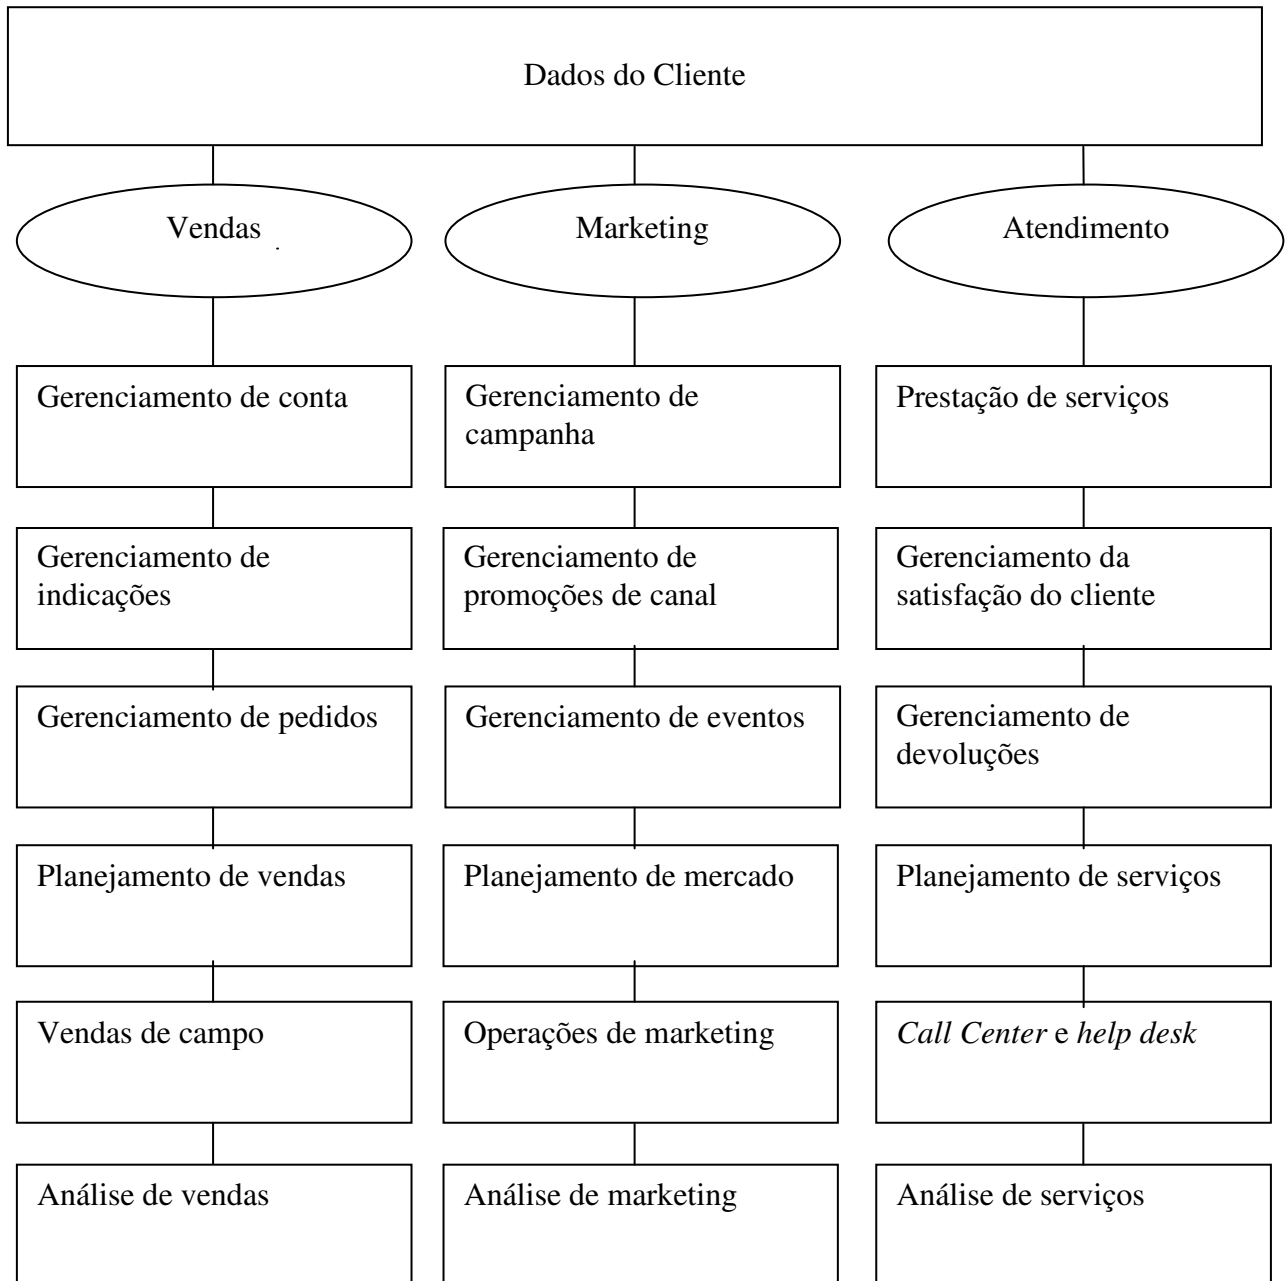 Dados do Cliente
Vendas
Marketing
Atendimento
Gerenciamento de conta
Gerenciamento de
campanha
Prestação de serviços
Gerenciamento de
indicações
Gerenciamento de
promoções de canal
Gerenciamento da
satisfação do cliente
Gerenciamento de pedidos
Gerenciamento de eventos
Gerenciamento de
devoluções
Planejamento de vendas
Planejamento de mercado
Planejamento de serviços
Vendas de campo
Operações de marketing
Call Center e help desk
Análise de vendas
Análise de marketing
Análise de serviços